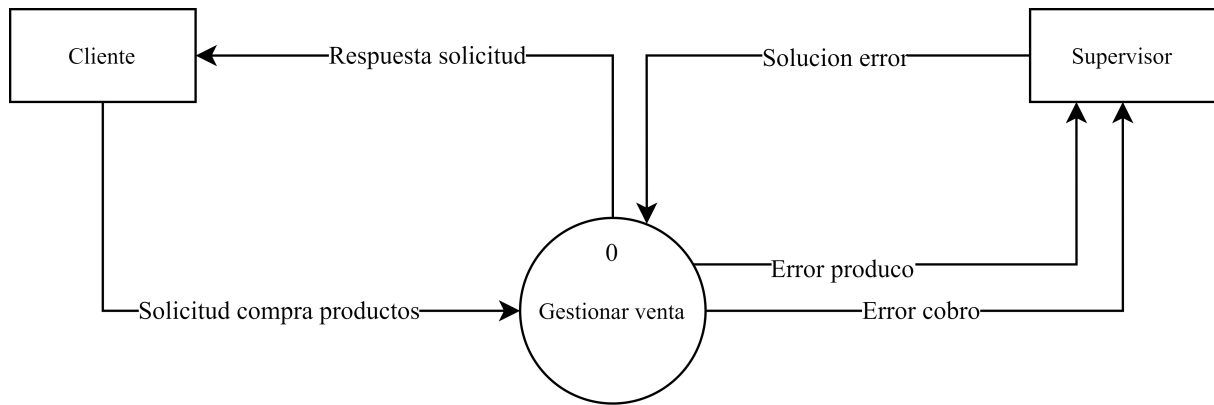 Cliente
Respuesta solicitud
Solucion error
Supervisor
0
Error produco
Solicitud compra productos
Gestionar venta
Error cobro